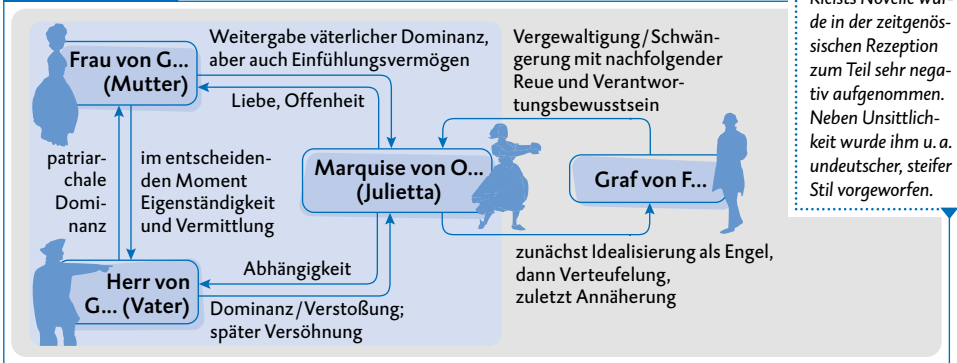 Weitergabe väterlicher Dominanz,
aber auch Einfühlungsvermögen
Frau von G...
(Mutter)
Liebe, Offenheit
Vergewaltigung/Schwän-
gerung mit nachfolgender
Reue und Verantwor-
tungsbewusstsein
patriar-
chale
Domi-
nanz
im entscheiden-
den Moment
Eigenständigkeit
und Vermittlung
Marquise von O...
(Julietta)
Graf von F...
zunächst Idealisierung als Engel,
dann Verteufelung,
zuletzt Annäherung
Abhängigkeit
Herr von
G... (Vater)
Dominanz/Verstoßung;
später Versöhnung
Kleists Novelle wur-
de in der zeitgenös-
sischen Rezeption
zum Teil sehr nega-
tiv aufgenommen.
Neben Unsittlich-
keit wurde ihm u. a.
undeutscher, steifer
Stil vorgeworfen.